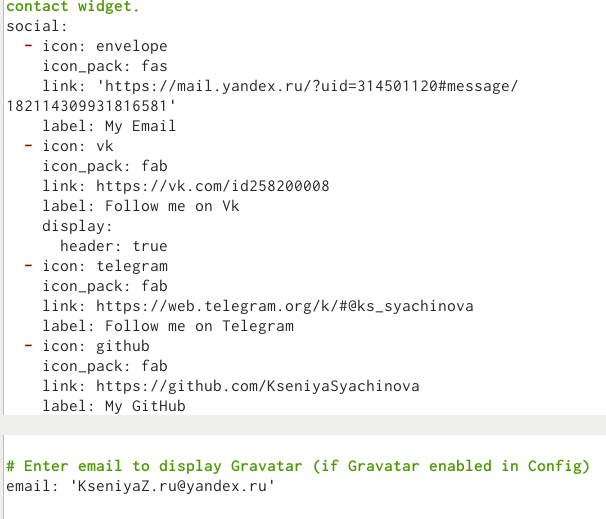 contact widget.
social:
  - icon: envelope
    icon_pack: fas
    link: 'https://mail.yandex.ru/?uid=314501120#message/
182114309931816581'
    label: My Email
  - icon: vk
    icon_pack: fab
    link: https://vk.com/id258200008
    label: Follow me on Vk
    display:
      header: true
  - icon: telegram
    icon_pack: fab
    link: https://web.telegram.org/k/#@ks_syachinova
    label: Follow me on Telegram
  - icon: github
    icon_pack: fab
    link: https://github.com/KseniyaSyachinova
    label: My GitHub
# Enter email to display Gravatar (if Gravatar enabled in Config)
email: 'KseniyaZ.ru@yandex.ru'